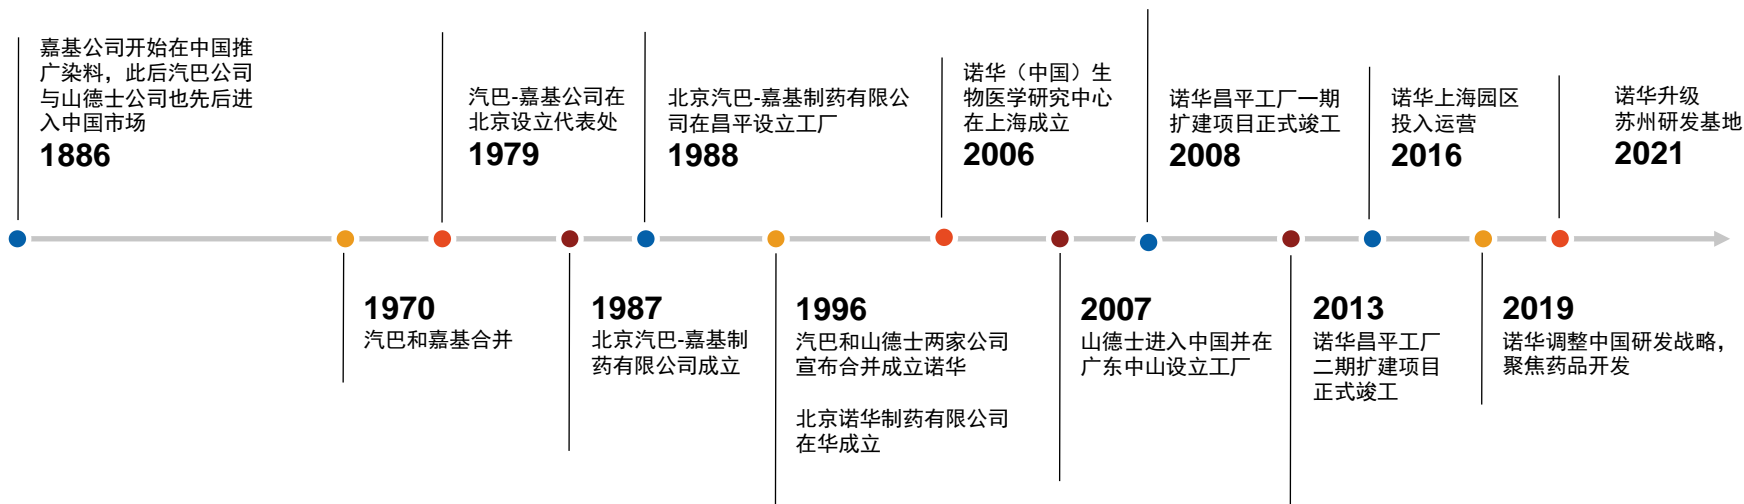 嘉基公司开始在中国推
广染料，此后汽巴公司
与山德士公司也先后进
入中国市场
1886
汽巴-嘉基公司在
北京设立代表处
1979
北京汽巴-嘉基制药有限公
司在昌平设立工厂
1988
诺华（中国）生
物医学研究中心
在上海成立
2006
诺华昌平工厂一期
扩建项目正式竣工
2008
诺华上海园区
投入运营
2016
诺华升级
苏州研发基地
2021
1970
汽巴和嘉基合并
1987
北京汽巴-嘉基制
药有限公司成立
1996
汽巴和山德士两家公司
宣布合并成立诺华
北京诺华制药有限公司
在华成立
2007
山德士进入中国并在
广东中山设立工厂
2013
诺华昌平工厂
二期扩建项目
正式竣工
2019
诺华调整中国研发战略，
聚焦药品开发